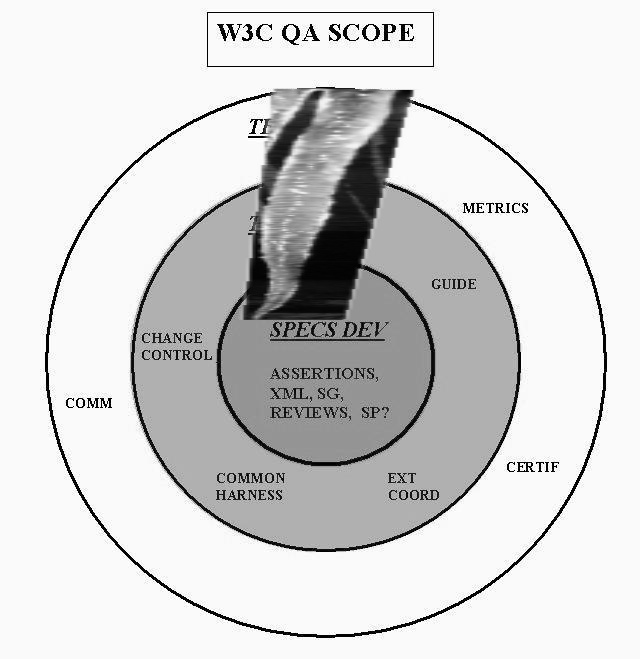 W3C QA SCOPE
METRICS
GUIDE
SPECS DEV
CHANGE
CONTROL
ASSERTIONS,
XML, SG,
REVIEWS, SP?
COMM
CERTIF
COMMON
HARNESS
EXT
COORD